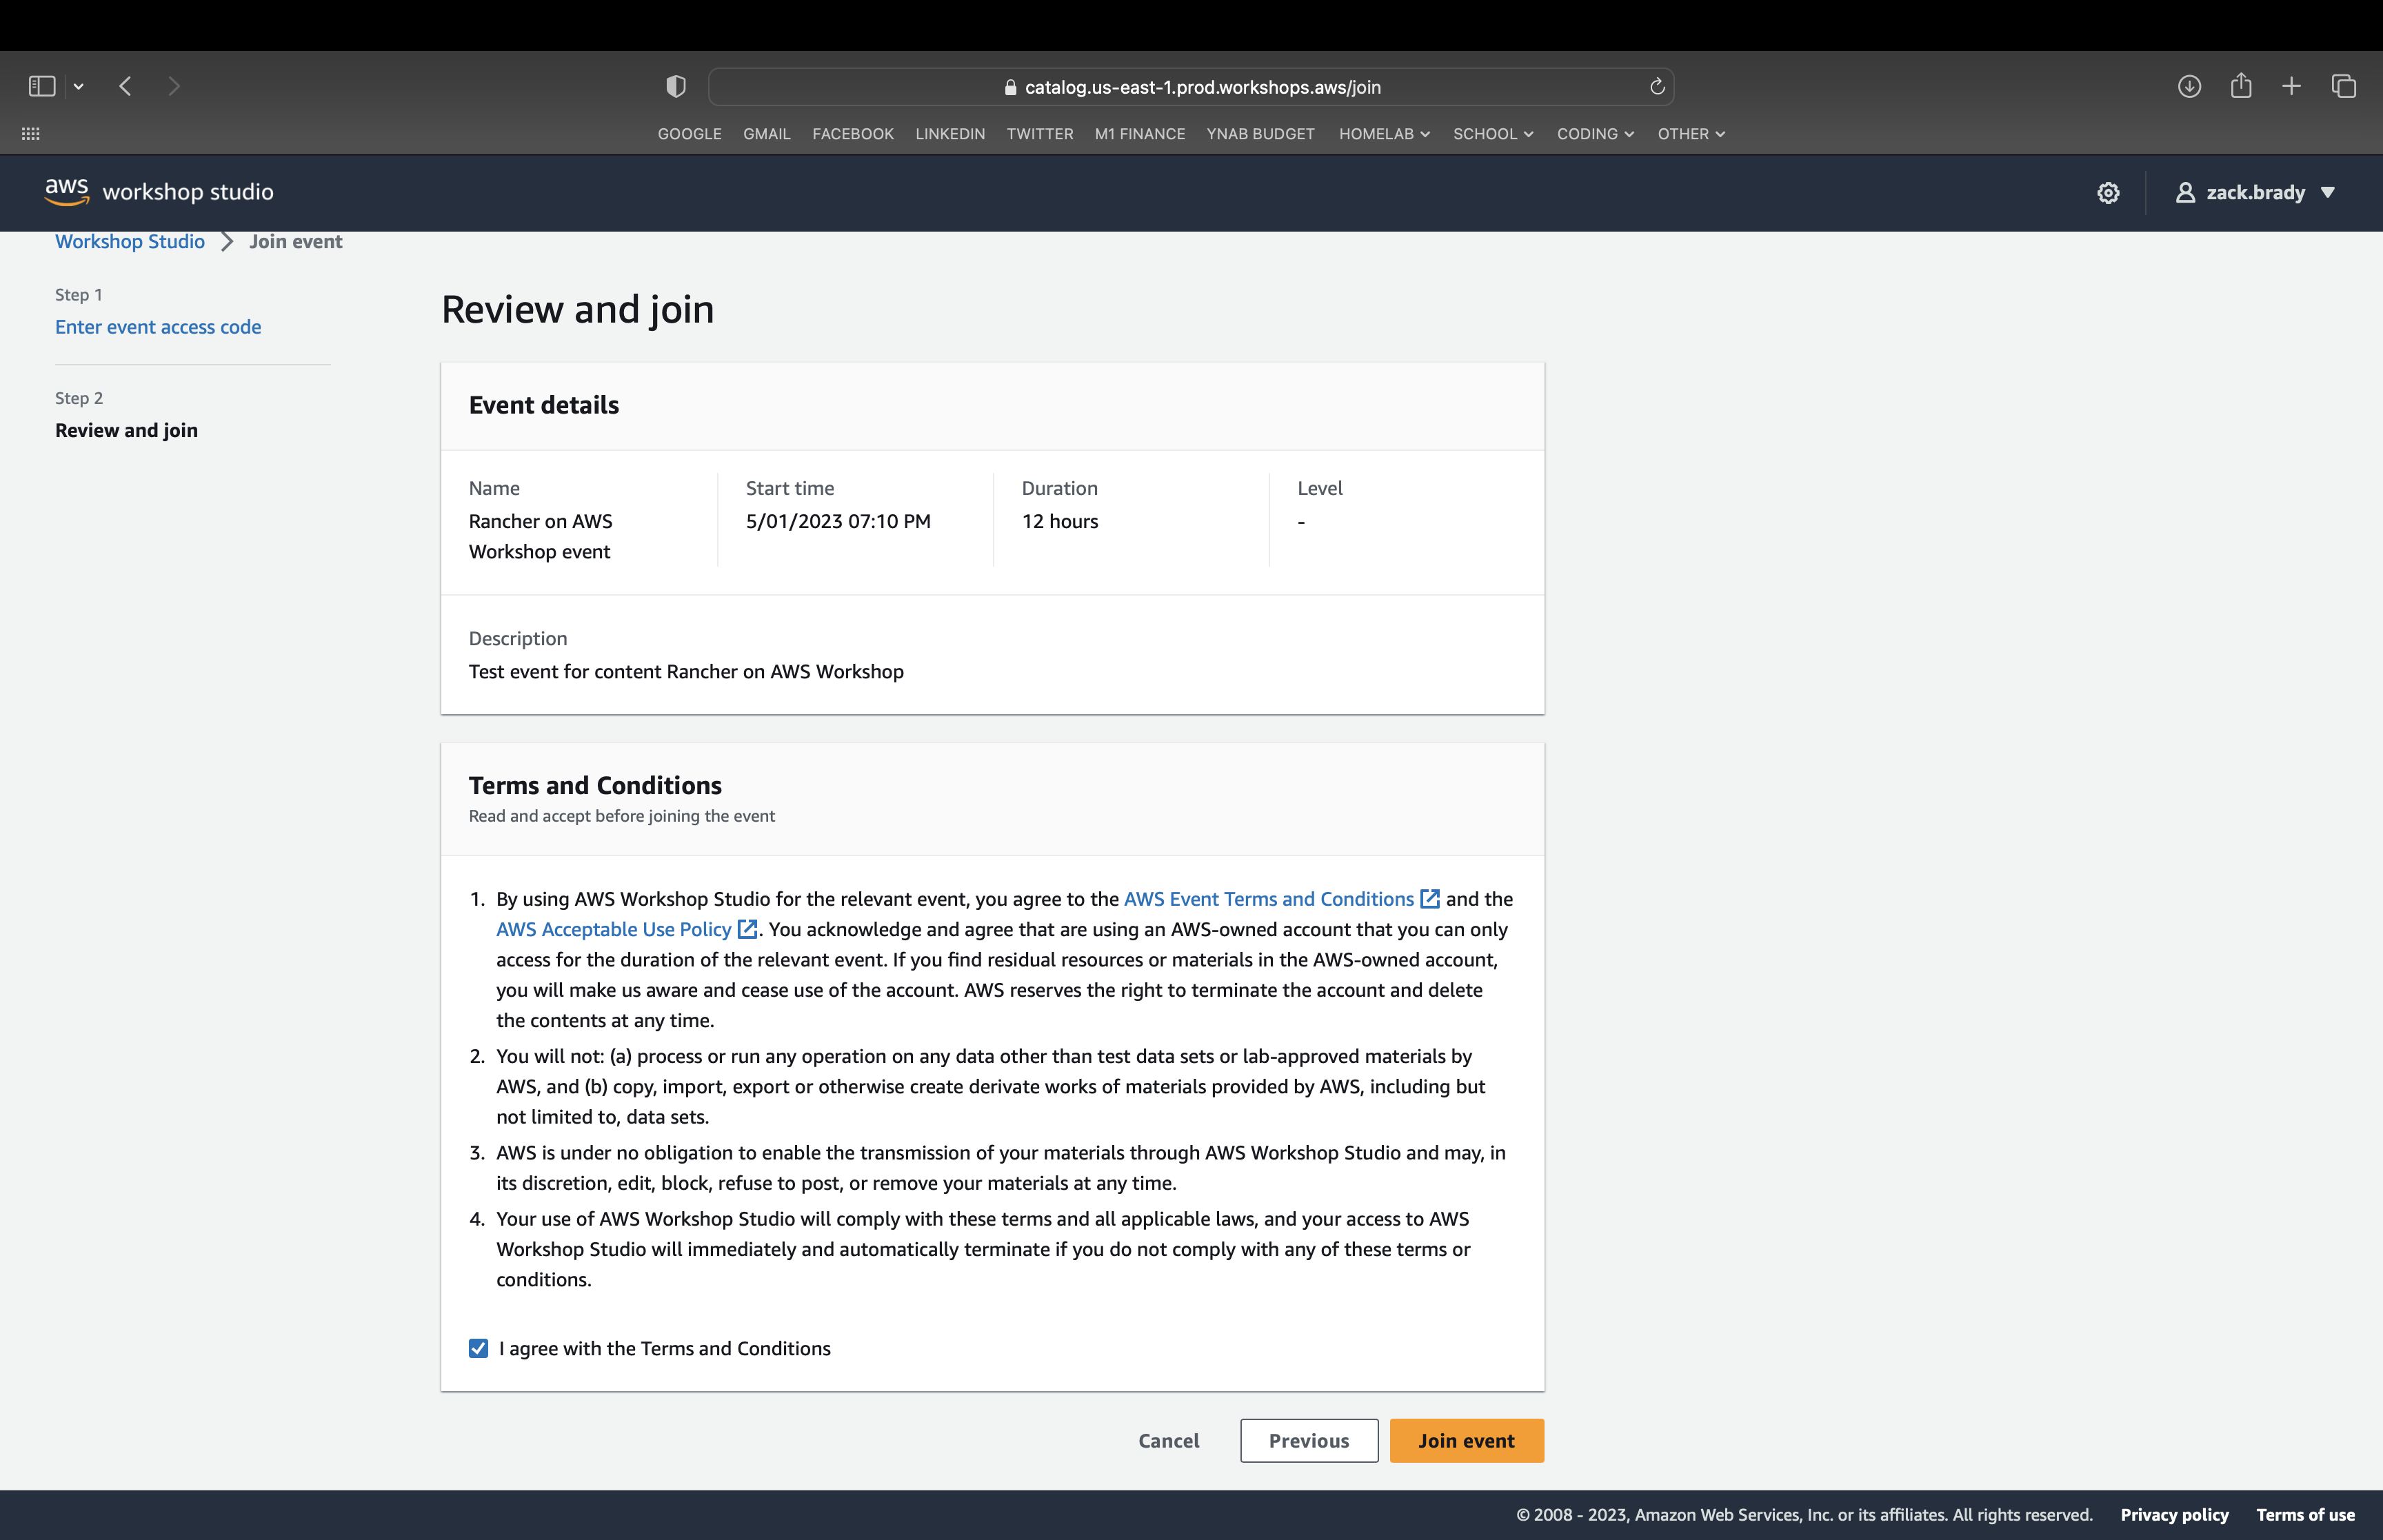 catalog.us-east-1.prod.workshops.aws/join
GOOGLE GMAIL FACEBOOK LINKEDIN TWITTER M1 FINANCE YNAB BUDGET HOMELAB SCHOOL CODING OTHER
aws workshop studio
zack.brady
Workshop Studio Join event
Step 1
Enter event access code
Step 2
Review and join
Review and join
Event details
Name
Rancher on AWS
Workshop event
Start time
5/01/2023 07:10 PM
Duration
12 hours
Level
-
Description
Test event for content Rancher on AWS Workshop
Terms and Conditions
Read and accept before joining the event
1. By using AWS Workshop Studio for the relevant event, you agree to the AWS Event Terms and Conditions and the
AWS Acceptable Use Policy. You acknowledge and agree that are using an AWS-owned account that you can only
access for the duration of the relevant event. If you find residual resources or materials in the AWS-owned account,
you will make us aware and cease use of the account. AWS reserves the right to terminate the account and delete
the contents at any time.
2. You will not: (a) process or run any operation on any data other than test data sets or lab-approved materials by
AWS, and (b) copy, import, export or otherwise create derivate works of materials provided by AWS, including but
not limited to, data sets.
3. AWS is under no obligation to enable the transmission of your materials through AWS Workshop Studio and may, in
its discretion, edit, block, refuse to post, or remove your materials at any time.
4. Your use of AWS Workshop Studio will comply with these terms and all applicable laws, and your access to AWS
Workshop Studio will immediately and automatically terminate if you do not comply with any of these terms or
conditions.
I agree with the Terms and Conditions
Cancel Previous Join event
© 2008 - 2023, Amazon Web Services, Inc. or its affiliates. All rights reserved. Privacy policy Terms of use